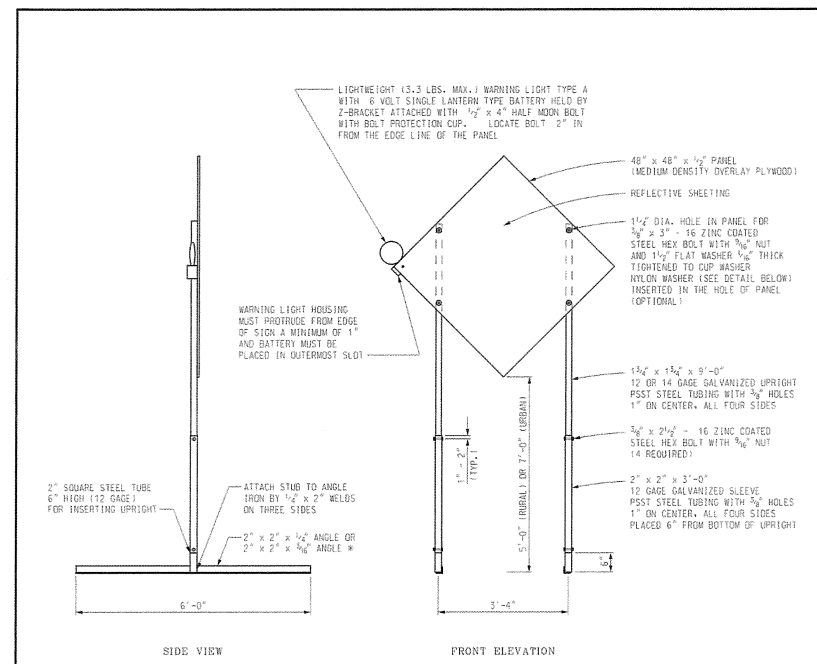 LIGHTWEIGHT (3.3 LBS. MAX.) WARNING LIGHT TYPE A
WITH 6 VOLT SINGLE LANTERN TYPE BATTERY HELD BY
Z-BRACKET ATTACHED WITH 1/2" x 4" HALF MOON BOLT
WITH BOLT PROTECTION CUP. LOCATE BOLT 2" IN
FROM THE EDGE LINE OF THE PANEL
48" x 48" x 1/2" PANEL
(MEDIUM DENSITY OVERLAY PLYWOOD)
REFLECTIVE SHEETING
1 1/4" DIA. HOLE IN PANEL FOR
3/8" x 3" - 16 ZINC COATED
STEEL HEX BOLT WITH 9/16" NUT
AND 1 1/2" FLAT WASHER 1/16" THICK
TIGHTENED TO CUP WASHER
NYLON WASHER (SEE DETAIL BELOW)
INSERTED IN THE HOLE OF PANEL
(OPTIONAL)
WARNING LIGHT HOUSING
MUST PROTRUDE FROM EDGE
OF SIGN A MINIMUM OF 1"
AND BATTERY MUST BE
PLACED IN OUTERMOST SLOT
1 3/4" x 1 3/4" x 9'-0"
12 OR 14 GAGE GALVANIZED UPRIGHT
PSST STEEL TUBING WITH 3/8" HOLES
1" ON CENTER, ALL FOUR SIDES
3/8" x 2 1/2" - 16 ZINC COATED
STEEL HEX BOLT WITH 9/16" NUT
(4 REQUIRED)
1" - 2"
(TYP.)
5'-0" (RURAL) OR 7'-0" (URBAN)
2" SQUARE STEEL TUBE
6" HIGH (12 GAGE)
FOR INSERTING UPRIGHT
ATTACH STUB TO ANGLE
IRON BY 1/4" x 2" WELDS
ON THREE SIDES
2" x 2" x 3'-0"
12 GAGE GALVANIZED SLEEVE
PSST STEEL TUBING WITH 3/8" HOLES
1" ON CENTER, ALL FOUR SIDES
PLACED 6" FROM BOTTOM OF UPRIGHT
2" x 2" x 1/4" ANGLE OR
2" x 2" x 3/16" ANGLE *
6"
6'-0"
3'-4"
SIDE VIEW
FRONT ELEVATION